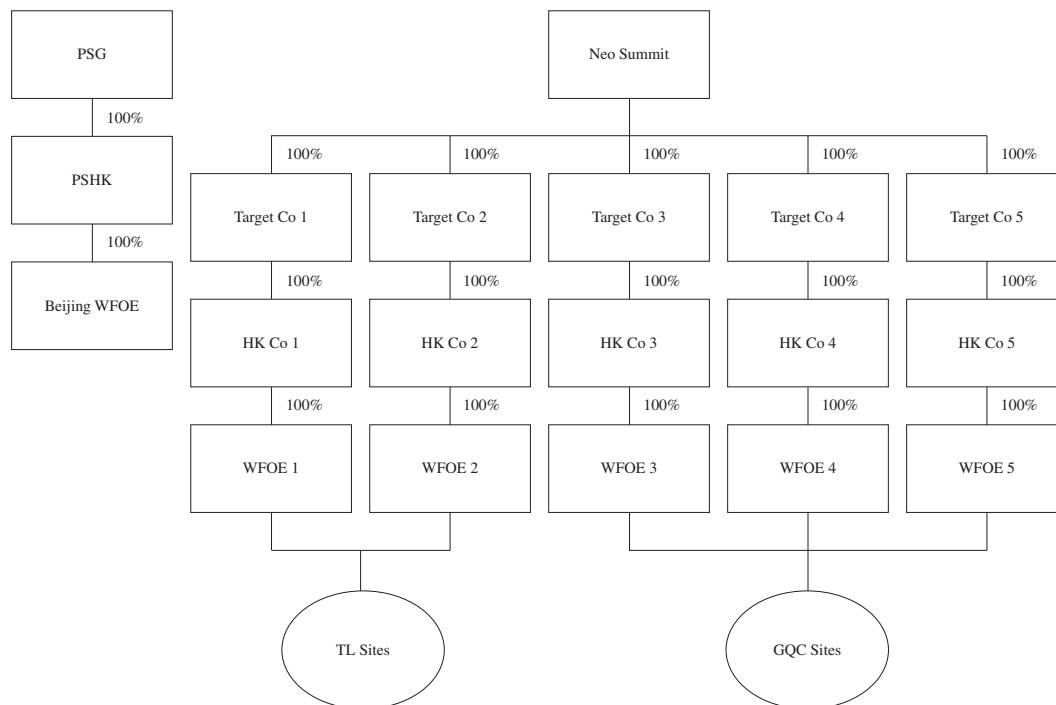 PSG
Neo Summit
100%
100% 100% 100% 100% 100%
PSHK
Target Co 1 Target Co 2 Target Co 3 Target Co 4 Target Co 5
100%
100% 100% 100% 100% 100%
Beijing WFOE
HK Co 1 HK Co 2 HK Co 3 HK Co 4 HK Co 5
100% 100% 100% 100% 100%
WFOE 1 WFOE 2 WFOE 3 WFOE 4 WFOE 5
TL Sites GQC Sites